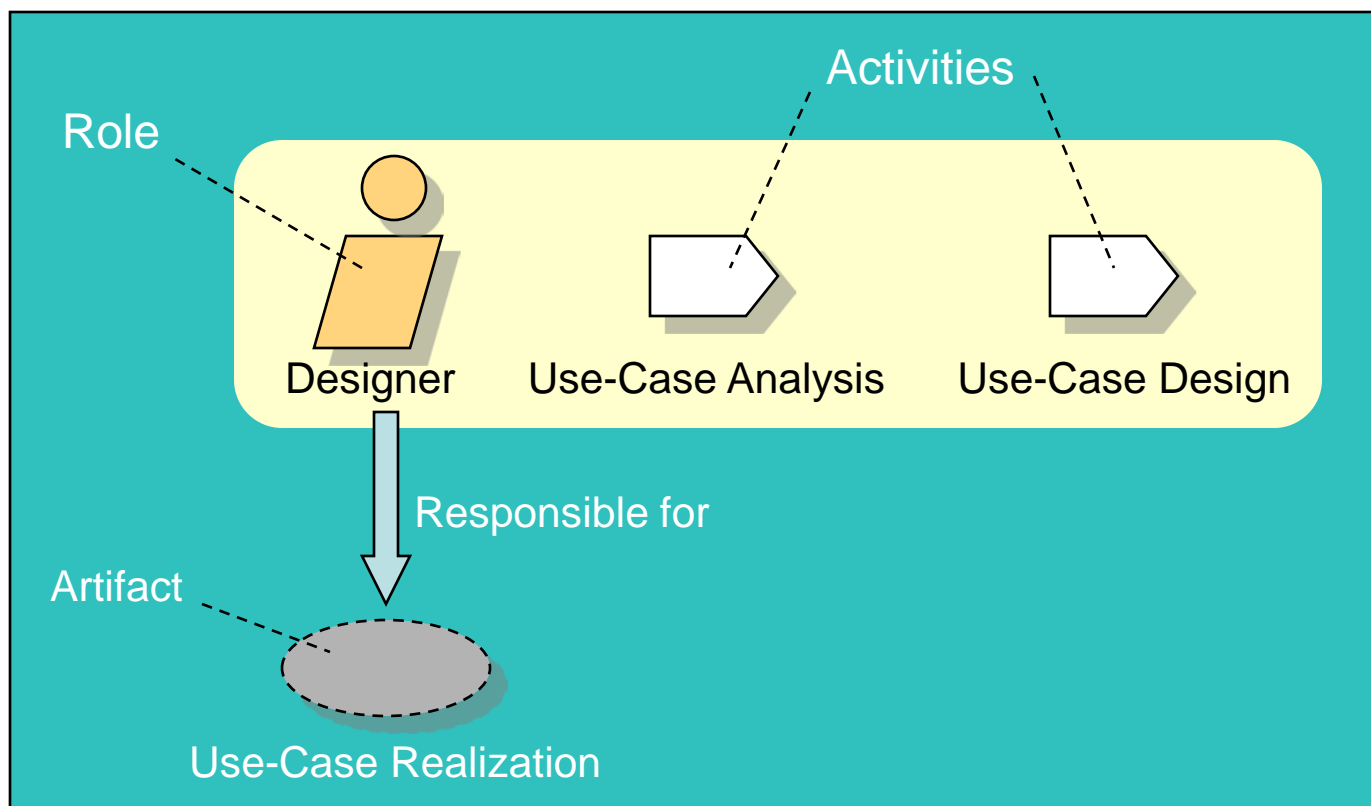 Activities
Role
Designer
Use-Case Analysis
Use-Case Design
Responsible for
Artifact
Use-Case Realization